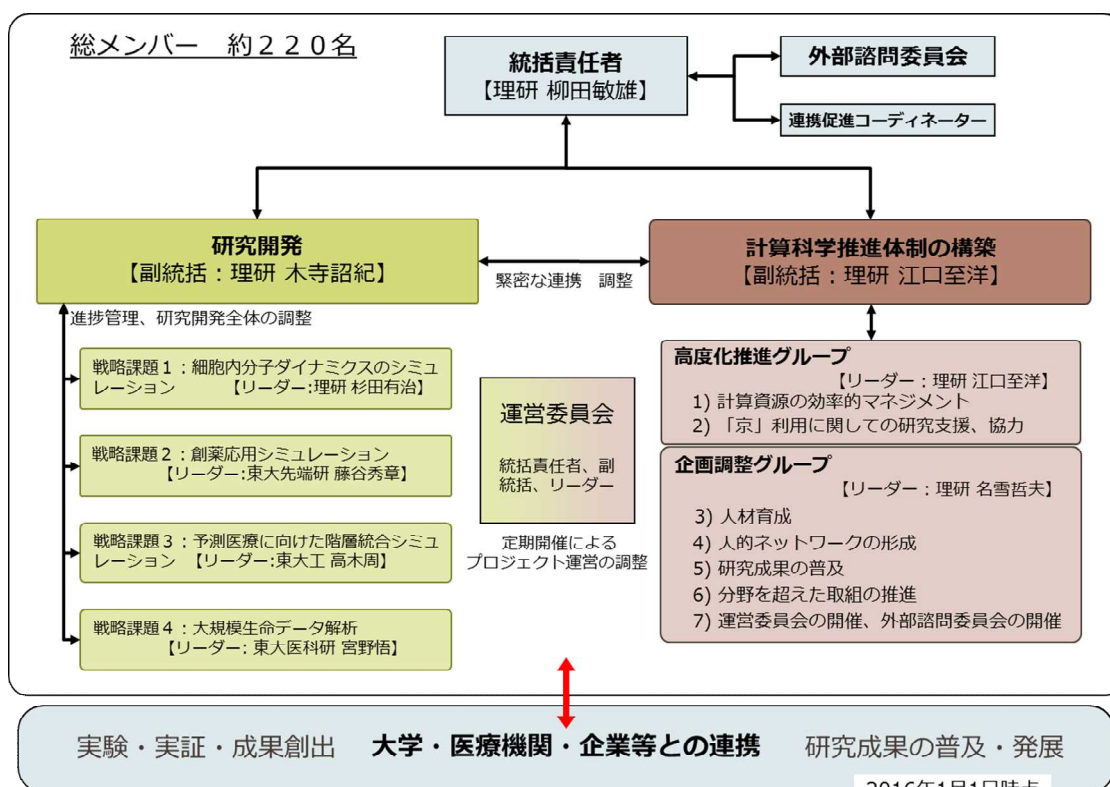 総メンバー 約２２０名
統括責任者
【理研 柳田敏雄】
外部諮問委員会
連携促進コーディネーター
研究開発
【副統括：理研 木寺詔紀】
緊密な連携 調整
計算科学推進体制の構築
【副統括：理研 江口至洋】
進捗管理、研究開発全体の調整
戦略課題１：細胞内分子ダイナミクスのシミュ
レーション 【リーダー:理研 杉田有治】
戦略課題２：創薬応用シミュレーション
【リーダー:東大先端研 藤谷秀章】
戦略課題３：予測医療に向けた階層統合シミュ
レーション 【リーダー:東大工 高木周】
戦略課題４：大規模生命データ解析
【リーダー: 東大医科研 宮野悟】
運営委員会
統括責任者、副
統括、リーダー
定期開催による
プロジェクト運営の調整
高度化推進グループ
【リーダー：理研 江口至洋】
1) 計算資源の効率的マネジメント
2) 「京」利用に関しての研究支援、協力
企画調整グループ
【リーダー：理研 名雪哲夫】
3) 人材育成
4) 人的ネットワークの形成
5) 研究成果の普及
6) 分野を超えた取組の推進
7) 運営委員会の開催、外部諮問委員会の開催
実験・実証・成果創出 大学・医療機関・企業等との連携 研究成果の普及・発展
2016年1月1日時点